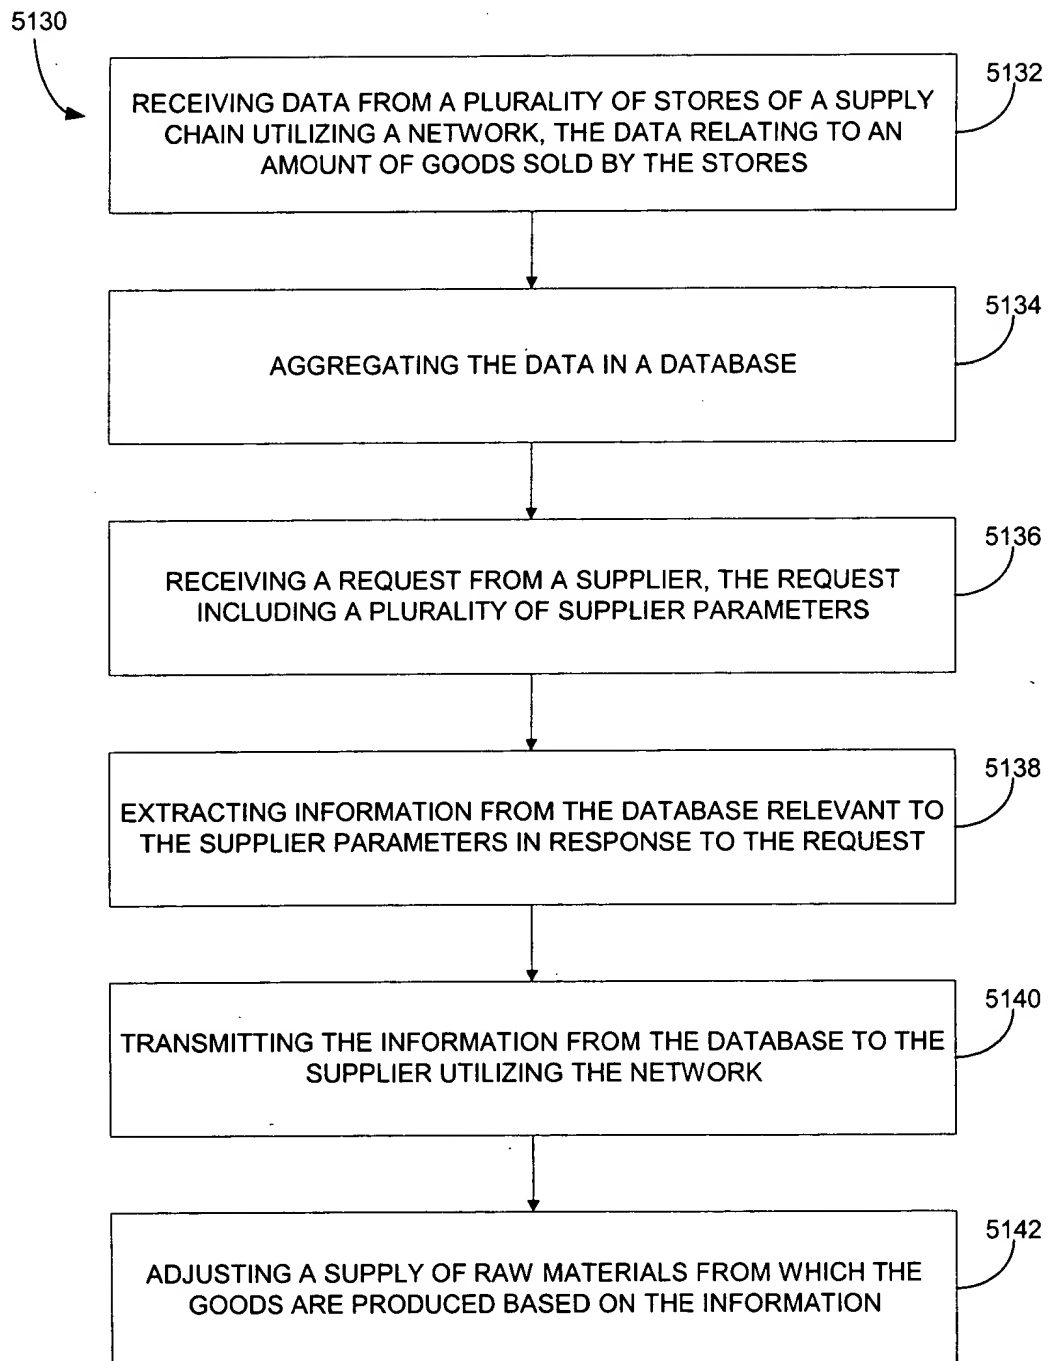 5130
5132
RECEIVING DATA FROM A PLURALITY OF STORES OF A SUPPLY
CHAIN UTILIZING A NETWORK, THE DATA RELATING TO AN
AMOUNT OF GOODS SOLD BY THE STORES
5134
AGGREGATING THE DATA IN A DATABASE
5136
RECEIVING A REQUEST FROM A SUPPLIER, THE REQUEST
INCLUDING A PLURALITY OF SUPPLIER PARAMETERS
5138
EXTRACTING INFORMATION FROM THE DATABASE RELEVANT TO
THE SUPPLIER PARAMETERS IN RESPONSE TO THE REQUEST
5140
TRANSMITTING THE INFORMATION FROM THE DATABASE TO THE
SUPPLIER UTILIZING THE NETWORK
5142
ADJUSTING A SUPPLY OF RAW MATERIALS FROM WHICH THE
GOODS ARE PRODUCED BASED ON THE INFORMATION